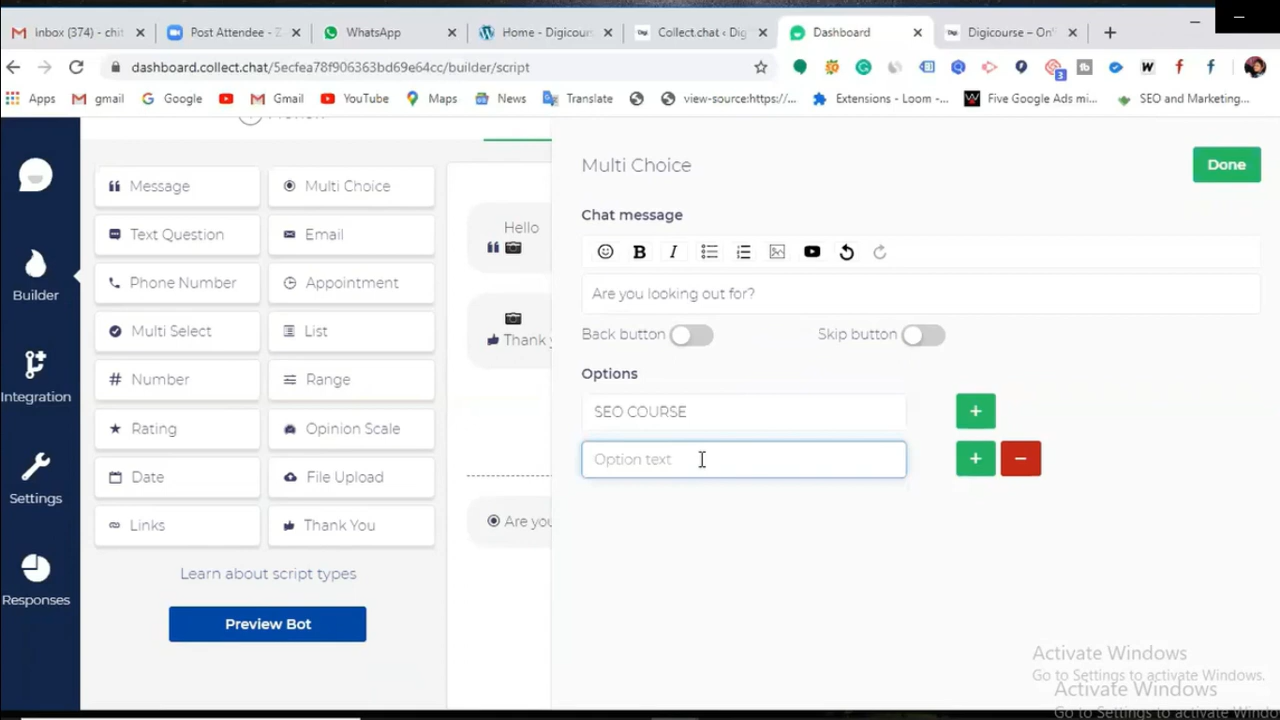 Inbox (374) - chit
Post Attendee - Z
WhatsApp
Home - Digicour
Collect.chat ‹ Dig
Dashboard
Digicourse – On
dashboard.collect.chat/5ecfea78f906363bd69e64cc/builder/script
3
Apps
gmail
Google
Gmail
YouTube
Maps
News
Translate
view-source:https://...
Extensions - Loom -...
Five Google Ads mi...
SEO and Marketing...
Builder
Integration
Settings
Responses
Message
Multi Choice
Text Question
Email
Phone Number
Appointment
Multi Select
List
Number
Range
Rating
Opinion Scale
Date
File Upload
Links
Thank You
Learn about script types
Preview Bot
Hello
Thank y
Are you
Multi Choice
Done
Chat message
B I
Are you looking out for?
Back button
Skip button
Options
SEO COURSE
+
Option text
+ −
Activate Windows
Go to Settings to activate Windows.
Activate Windows
Go to Settings to activate Windo